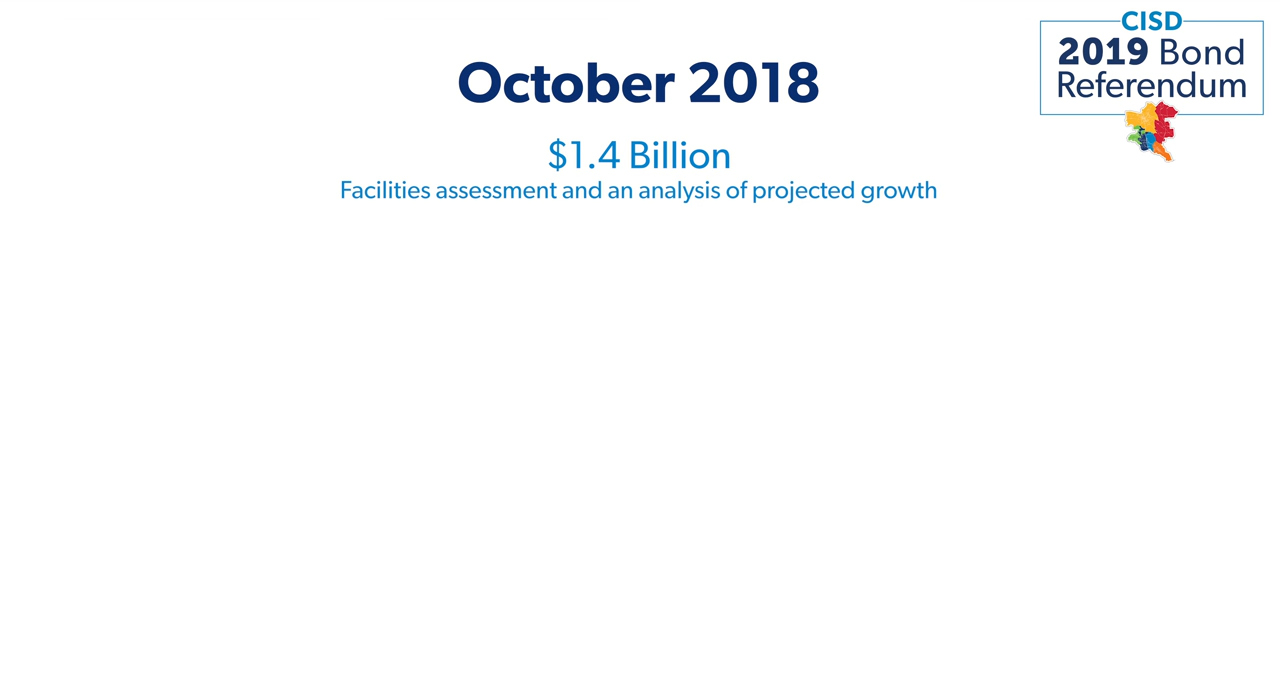 CISD
2019 Bond
Referendum
October 2018
$1.4 Billion
Facilities assessment and an analysis of projected growth